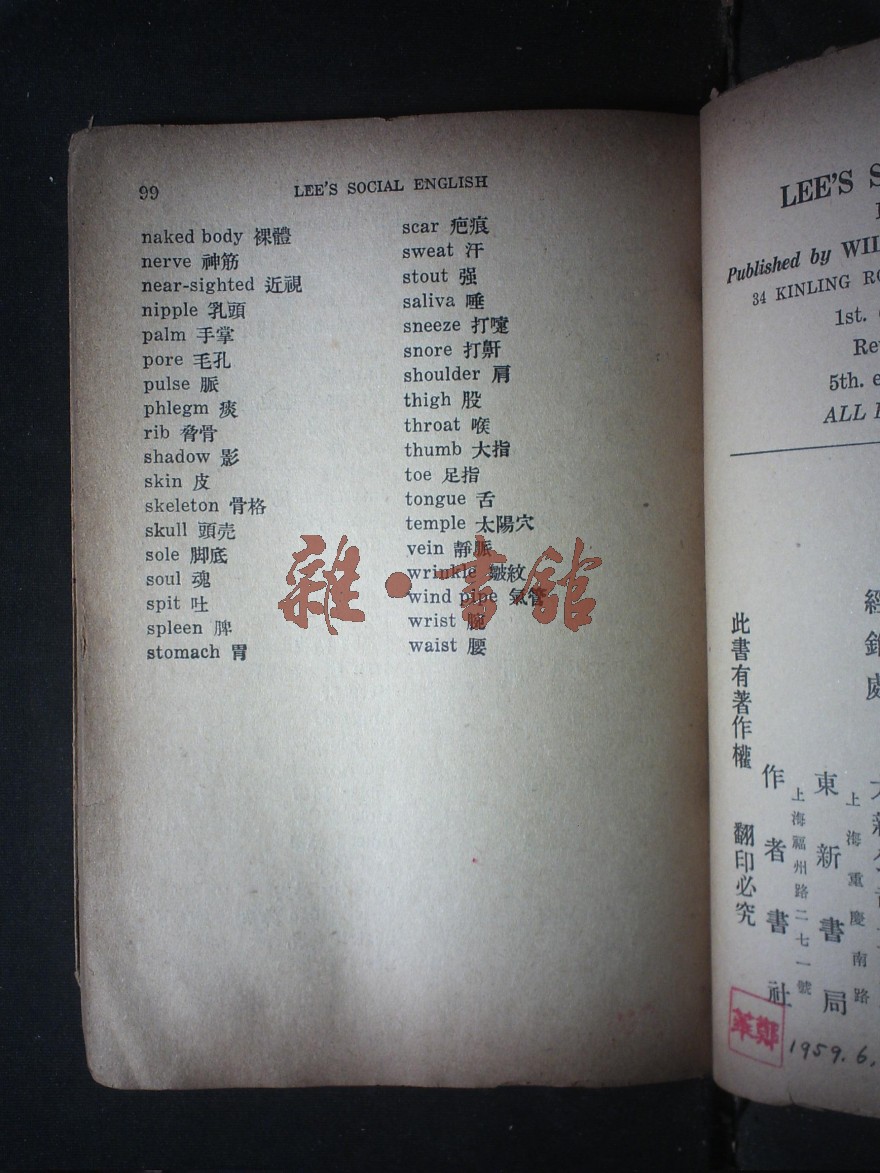 99
LEE'S SOCIAL ENGLISH
naked body 裸體
nerve 神筋
near-sighted 近視
nipple 乳頭
palm 手掌
pore 毛孔
pulse 脈
phlegm 痰
rib 脅骨
shadow 影
skin 皮
skeleton 骨格
skull 頭壳
sole 脚底
soul 魂
spit 吐
spleen 脾
stomach 胃
scar 疤痕
sweat 汗
stout 强
saliva 唾
sneeze 打嚏
snore 打鼾
shoulder 肩
thigh 股
throat 喉
thumb 大指
toe 足指
tongue 舌
temple 太陽穴
vein 靜脈
wrinkle 皺紋
wind pipe 氣管
wrist 腕
waist 腰
雜·書館
LEE'S S
Published by WIL
34 KINLING RO
1st.
Re
5th. e
ALL
經
處
東新書局
上海重慶南路
作者書社
上海福州路二七一號
此書有著作權 翻印必究
鄭華
1959.6.